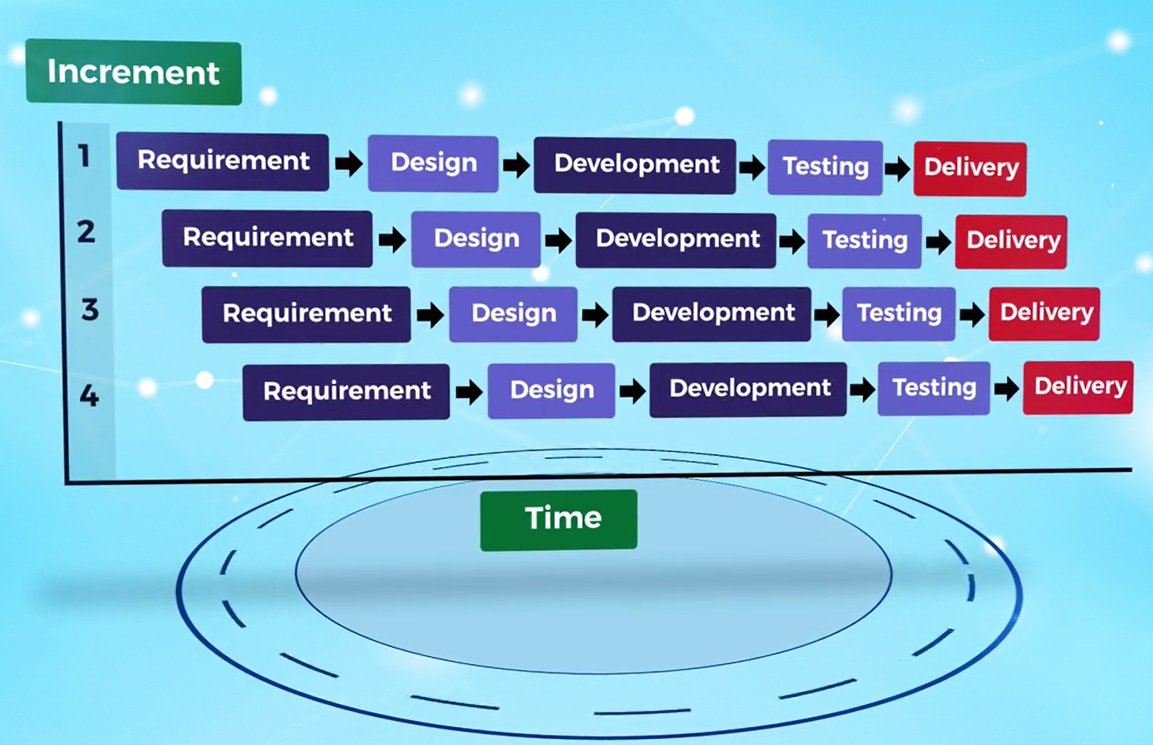 Increment
1 Requirement Design Development Testing Delivery
2 Requirement Design Development Testing Delivery
3 Requirement Design Development Testing Delivery
4 Requirement Design Development Testing Delivery
Time